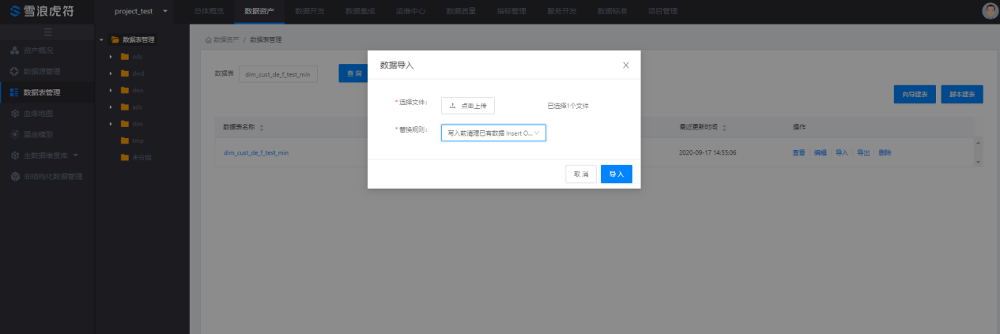 雪浪虎符
project_test
总体概览 数据资产 数据开发 数据集成 运维中心 数据质量 指标管理 服务开发 数据标准 项目管理
资产概况
数据源管理
数据表管理
血缘地图
星座模型
主数据维度库
非结构化数据管理
数据表管理
ods
dwd
dws
ads
dim
tmp
未分组
数据资产 / 数据表管理
数据表 dim_cust_de_f_test_min 查 询
向导建表 脚本建表
数据表名称 最近更新时间 操作
dim_cust_de_f_test_min 2020-09-17 14:55:06 查看 编辑 导入 导出 删除
数据导入
* 选择文件: 点击上传 已选择1个文件
* 替换规则: 写入前清理已有数据 Insert O...
取 消 导 入